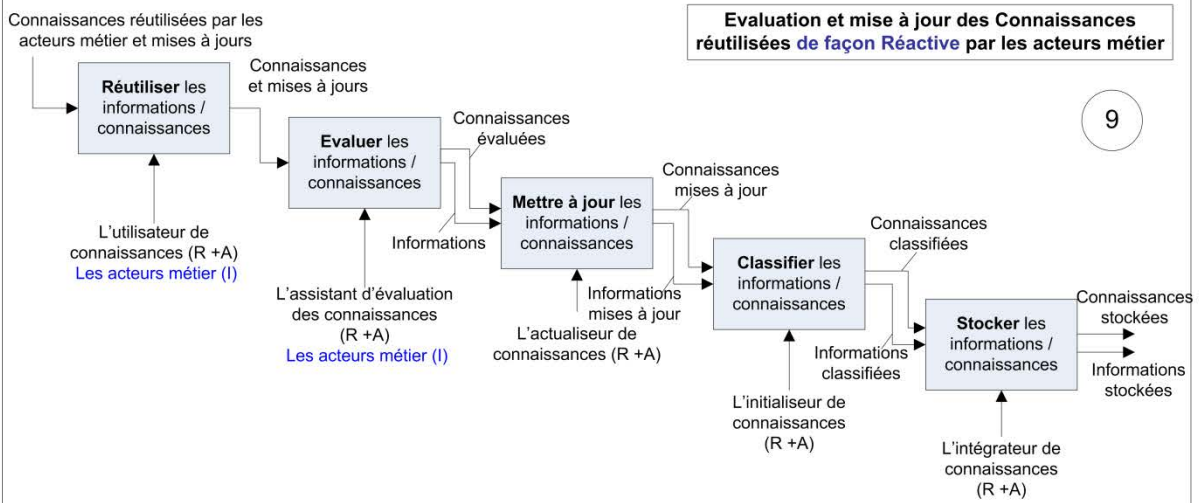 Connaissances réutilisées par les
acteurs métier et mises à jours
Evaluation et mise à jour des Connaissances
réutilisées de façon Réactive par les acteurs métier
9
Réutiliser les
informations /
connaissances
Connaissances
et mises à jours
L'utilisateur de
connaissances (R +A)
Les acteurs métier (I)
Evaluer les
informations /
connaissances
Connaissances
évaluées
Informations
L'assistant d'évaluation
des connaissances
(R +A)
Les acteurs métier (I)
Mettre à jour les
informations /
connaissances
Connaissances
mises à jour
Informations
mises à jour
L'actualiseur de
connaissances (R +A)
Classifier les
informations /
connaissances
Connaissances
classifiées
Informations
classifiées
L'initialiseur de
connaissances
(R +A)
Stocker les
informations /
connaissances
Connaissances
stockées
Informations
stockées
L'intégrateur de
connaissances
(R +A)